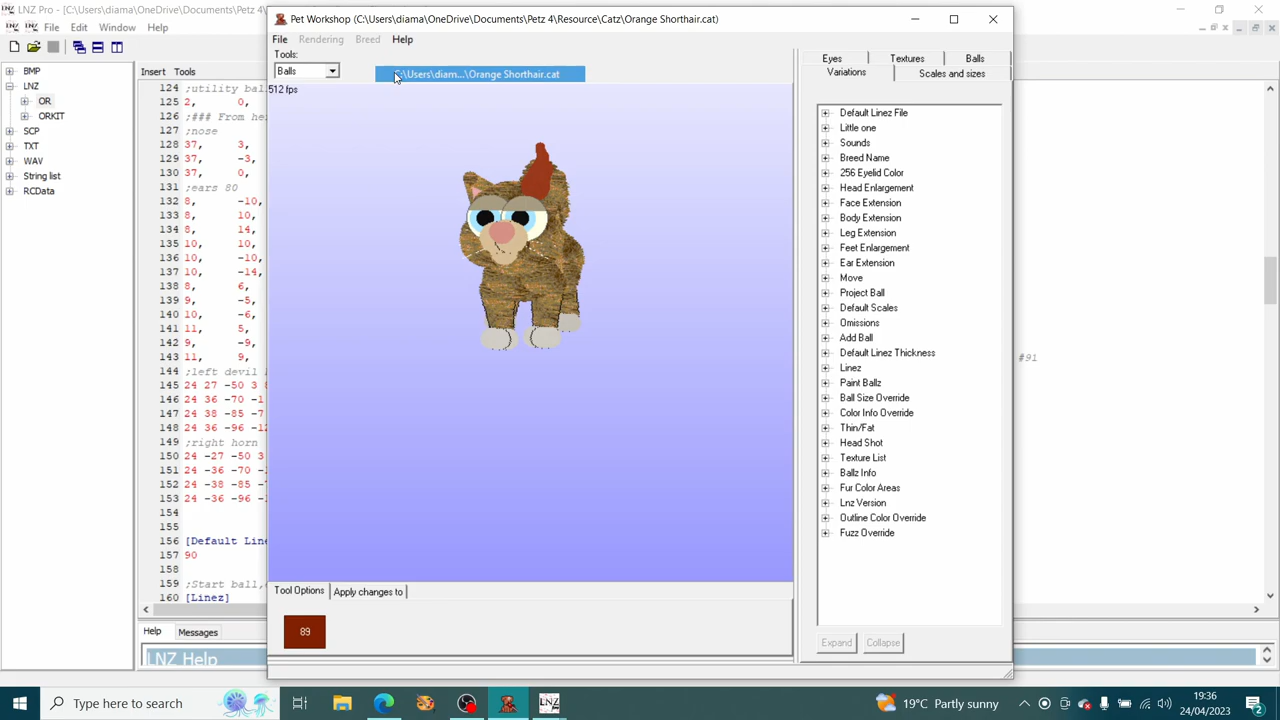 LNZ Pro - [C:\Users\diama\OneDrive\Docum
File Edit Window Help
BMP
LNZ
OR
ORKIT
SCP
TXT
WAV
String list
RCData
Insert Tools
124 ;utility bal
125 2, 0,
126 ;### From he
127 ;nose
128 37, 3,
129 37, -3,
130 37, 0,
131 ;ears 80
132 8, -10,
133 8, 10,
134 8, 14,
135 10, 10,
136 10, -10,
137 10, -14,
138 8, 6,
139 9, -5,
140 10, -6,
141 11, 5,
142 9, -9,
143 11, 9,
144 ;left devil
145 24 27 -50 3
146 24 36 -70 -1
147 24 38 -85 -7
148 24 36 -96 -12
149 ;right horn
150 24 -27 -50 3
151 24 -36 -70 -
152 24 -38 -85 -
153 24 -36 -96 -
154
155
156 [Default Line
157 90
158
159 ;Start ball,
160 [Linez]
Help Messages
LNZ Help
Pet Workshop (C:\Users\diama\OneDrive\Documents\Petz 4\Resource\Catz\Orange Shorthair.cat)
File Rendering Breed Help
Tools:
Balls
C:\Users\diam...\Orange Shorthair.cat
512 fps
Tool Options Apply changes to
89
Eyes Textures Balls
Variations Scales and sizes
Default Linez File
Little one
Sounds
Breed Name
256 Eyelid Color
Head Enlargement
Face Extension
Body Extension
Leg Extension
Feet Enlargement
Ear Extension
Move
Project Ball
Default Scales
Omissions
Add Ball
Default Linez Thickness
Linez
Paint Ballz
Ball Size Override
Color Info Override
Thin/Fat
Head Shot
Texture List
Ballz Info
Fur Color Areas
Lnz Version
Outline Color Override
Fuzz Override
Expand Collapse
#91
Type here to search
19°C Partly sunny
19:36
24/04/2023
2